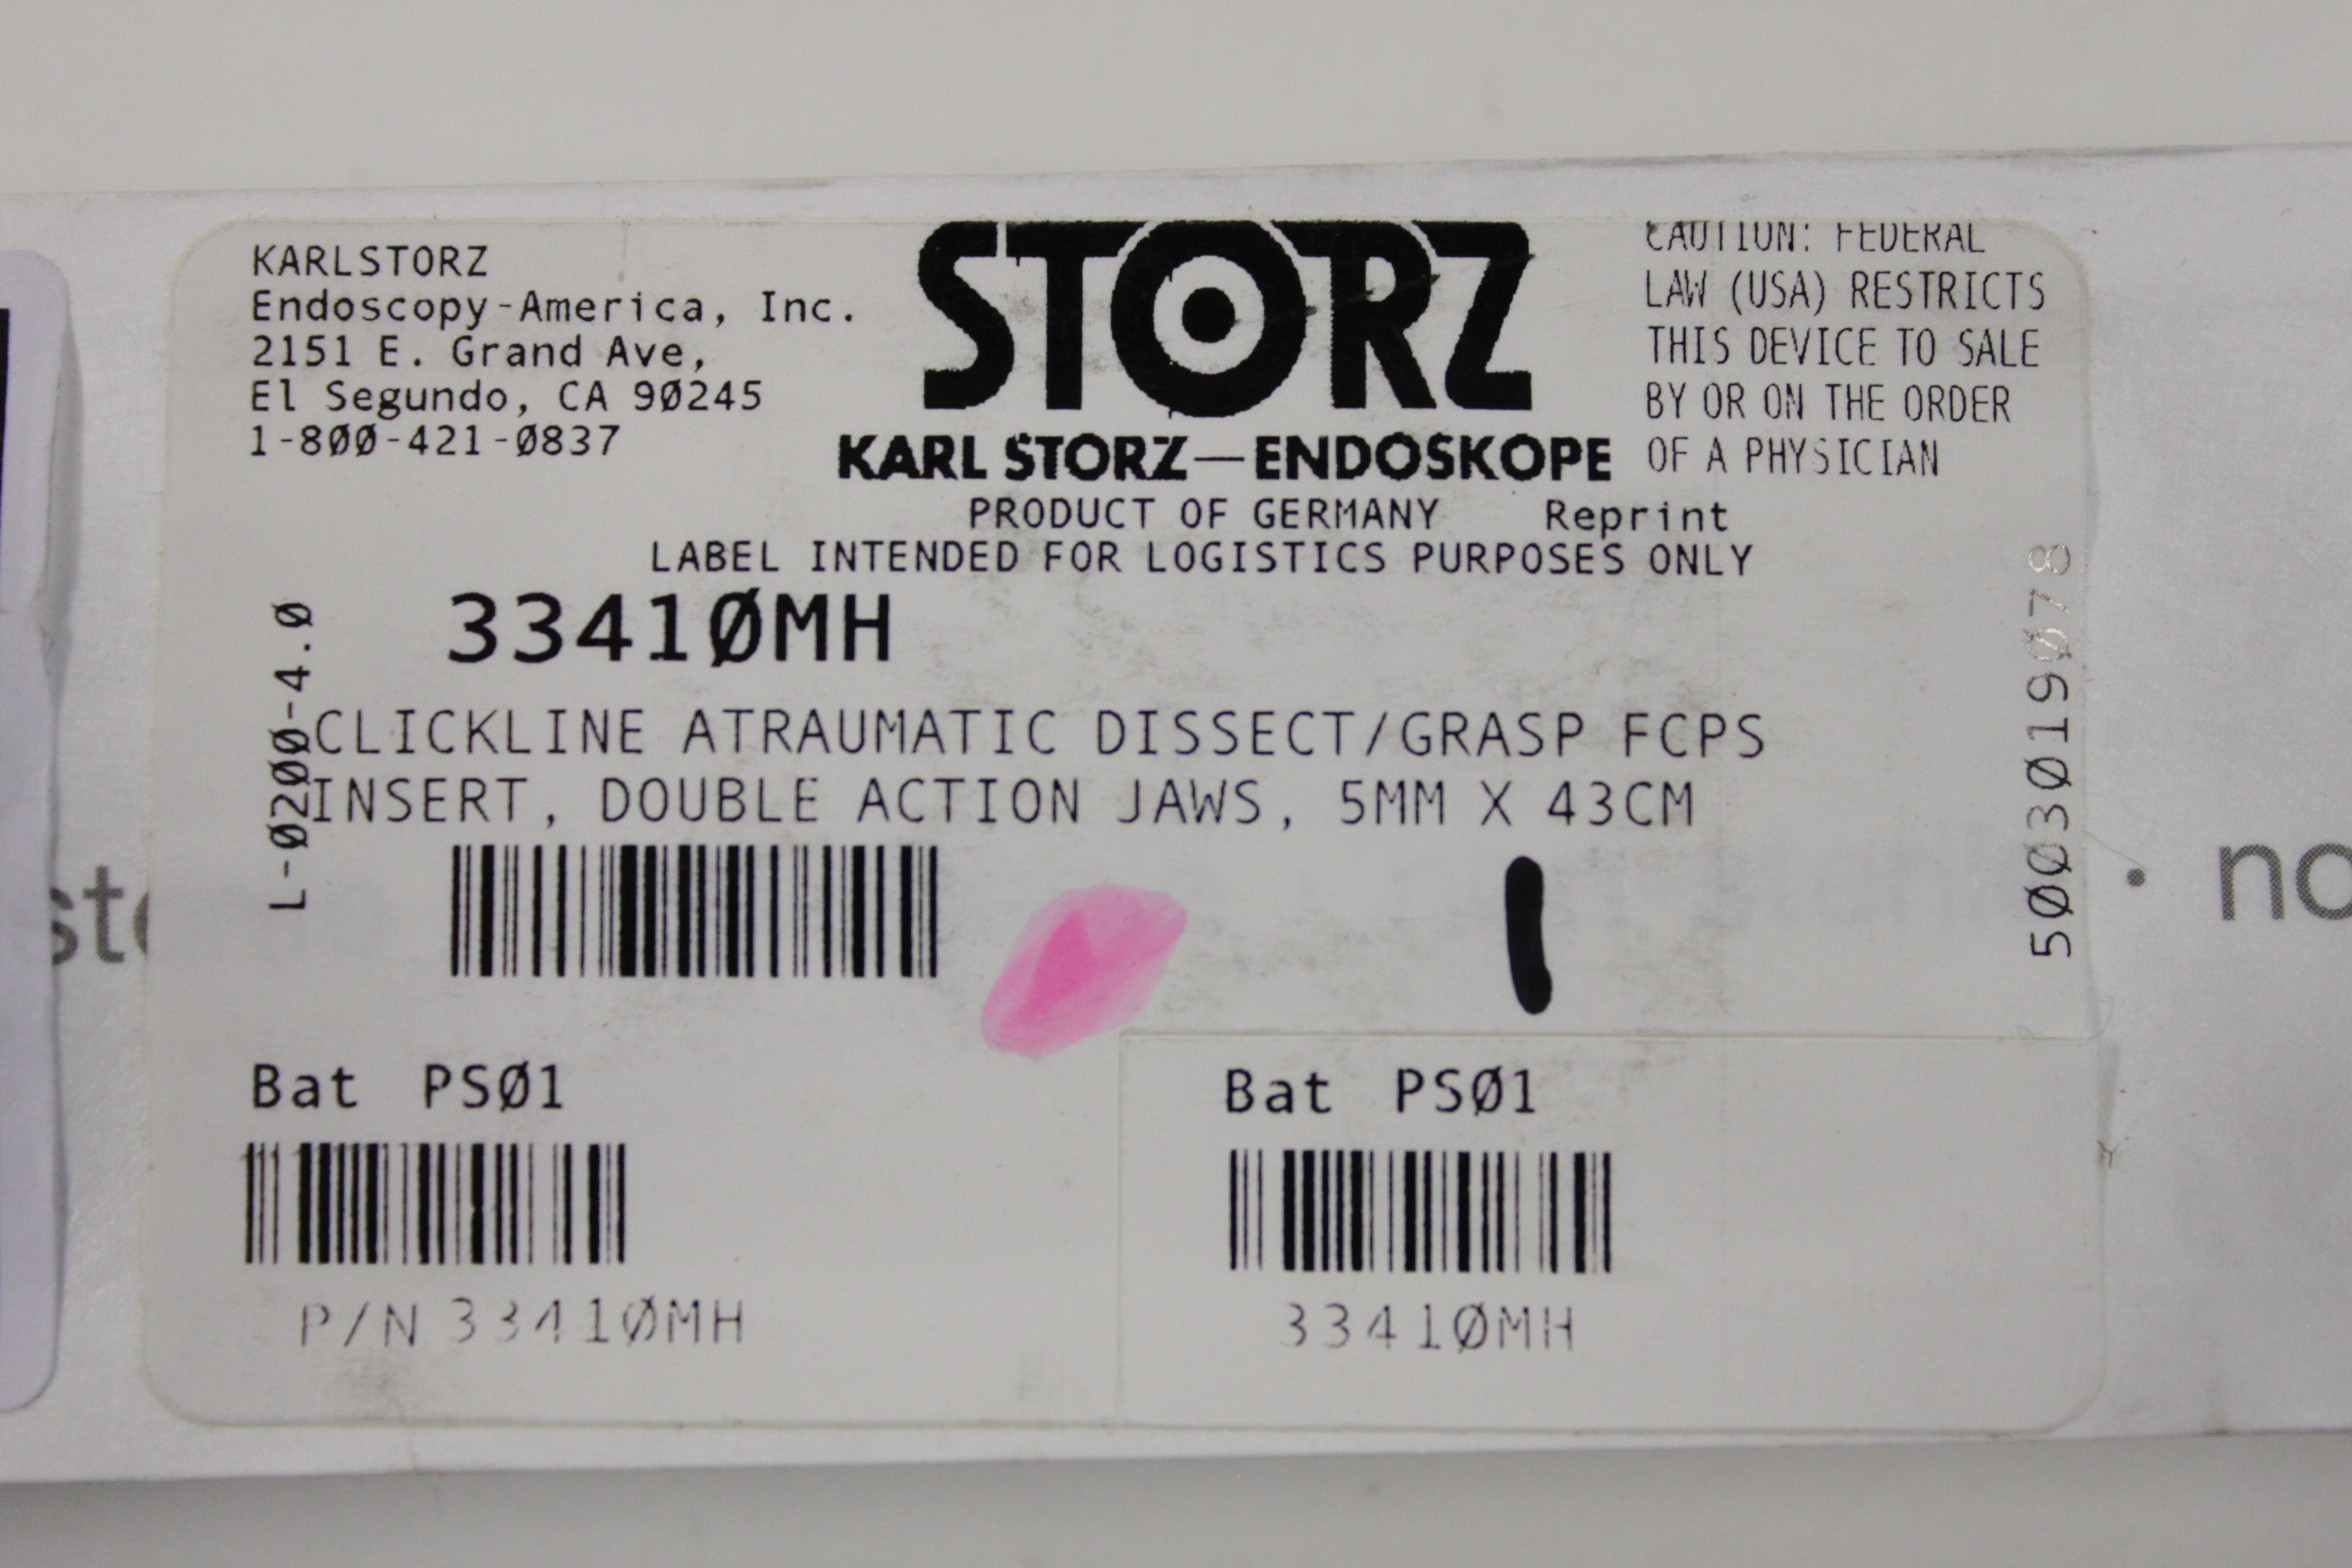 KARLSTORZ
Endoscopy-America, Inc.
2151 E. Grand Ave,
El Segundo, CA 90245
1-800-421-0837
STORZ
KARL STORZ—ENDOSKOPE
CAUTION: FEDERAL
LAW (USA) RESTRICTS
THIS DEVICE TO SALE
BY OR ON THE ORDER
OF A PHYSICIAN
PRODUCT OF GERMANY Reprint
LABEL INTENDED FOR LOGISTICS PURPOSES ONLY
33410MH
L-0200-4.0
CLICKLINE ATRAUMATIC DISSECT/GRASP FCPS
INSERT, DOUBLE ACTION JAWS, 5MM X 43CM
5003019078
1
Bat PS01
P/N 33410MH
Bat PS01
33410MH